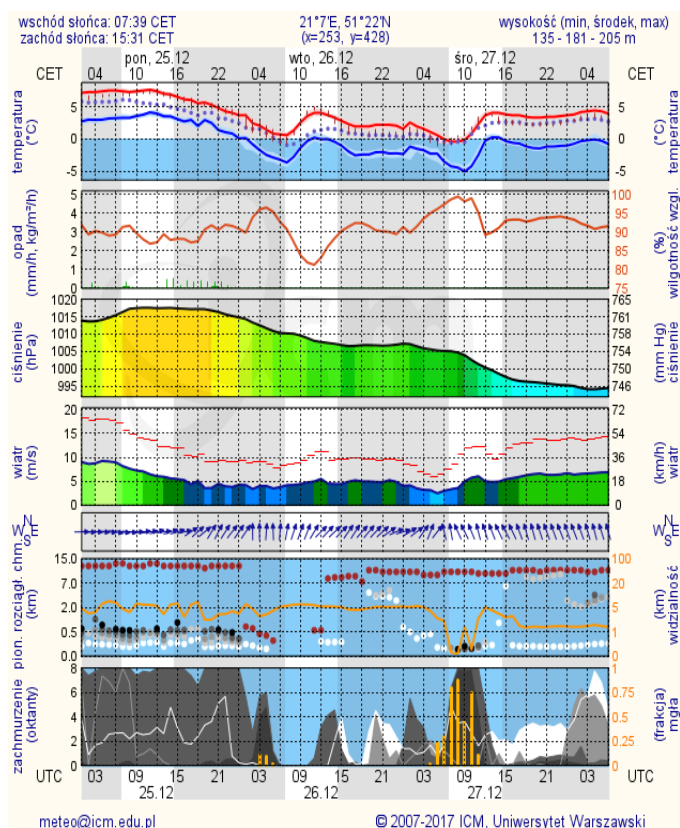 wschód słońca: 07:39 CET 21°7'E, 51°22'N wysokość (min, środek, max)
zachód słońca: 15:31 CET (x=253, y=428) 135 - 181 - 205 m
pon, 25.12 wto, 26.12 śro, 27.12
CET 04 10 16 22 04 10 16 22 04 10 16 22 04 CET
temperatura (°C) 5 0 -5 5 0 -5 temperatura (°C)
opad (mm/h, kg/m²/h) 5 4 3 2 1 0 100 95 90 85 80 75 wilgotność wzgl. (%)
ciśnienie (hPa) 1020 1015 1010 1005 1000 995 765 761 758 754 750 746 (mm Hg) ciśnienie
wiatr (m/s) 20 15 10 5 0 72 54 36 18 0 (km/h) wiatr
N W E S N W E S
pion. rozciągł. chm. (km) 15.0 7.0 2.0 0.5 0.0 100 20 5 1 0 (km) widzialność
zachmurzenie (oktanty) 8 6 4 2 0 1 0.75 0.5 0.25 0 (frakcja) mgła
UTC 03 09 15 21 03 09 15 21 03 09 15 21 03 UTC
25.12 26.12 27.12
meteo@icm.edu.pl © 2007-2017 ICM, Uniwersytet Warszawski